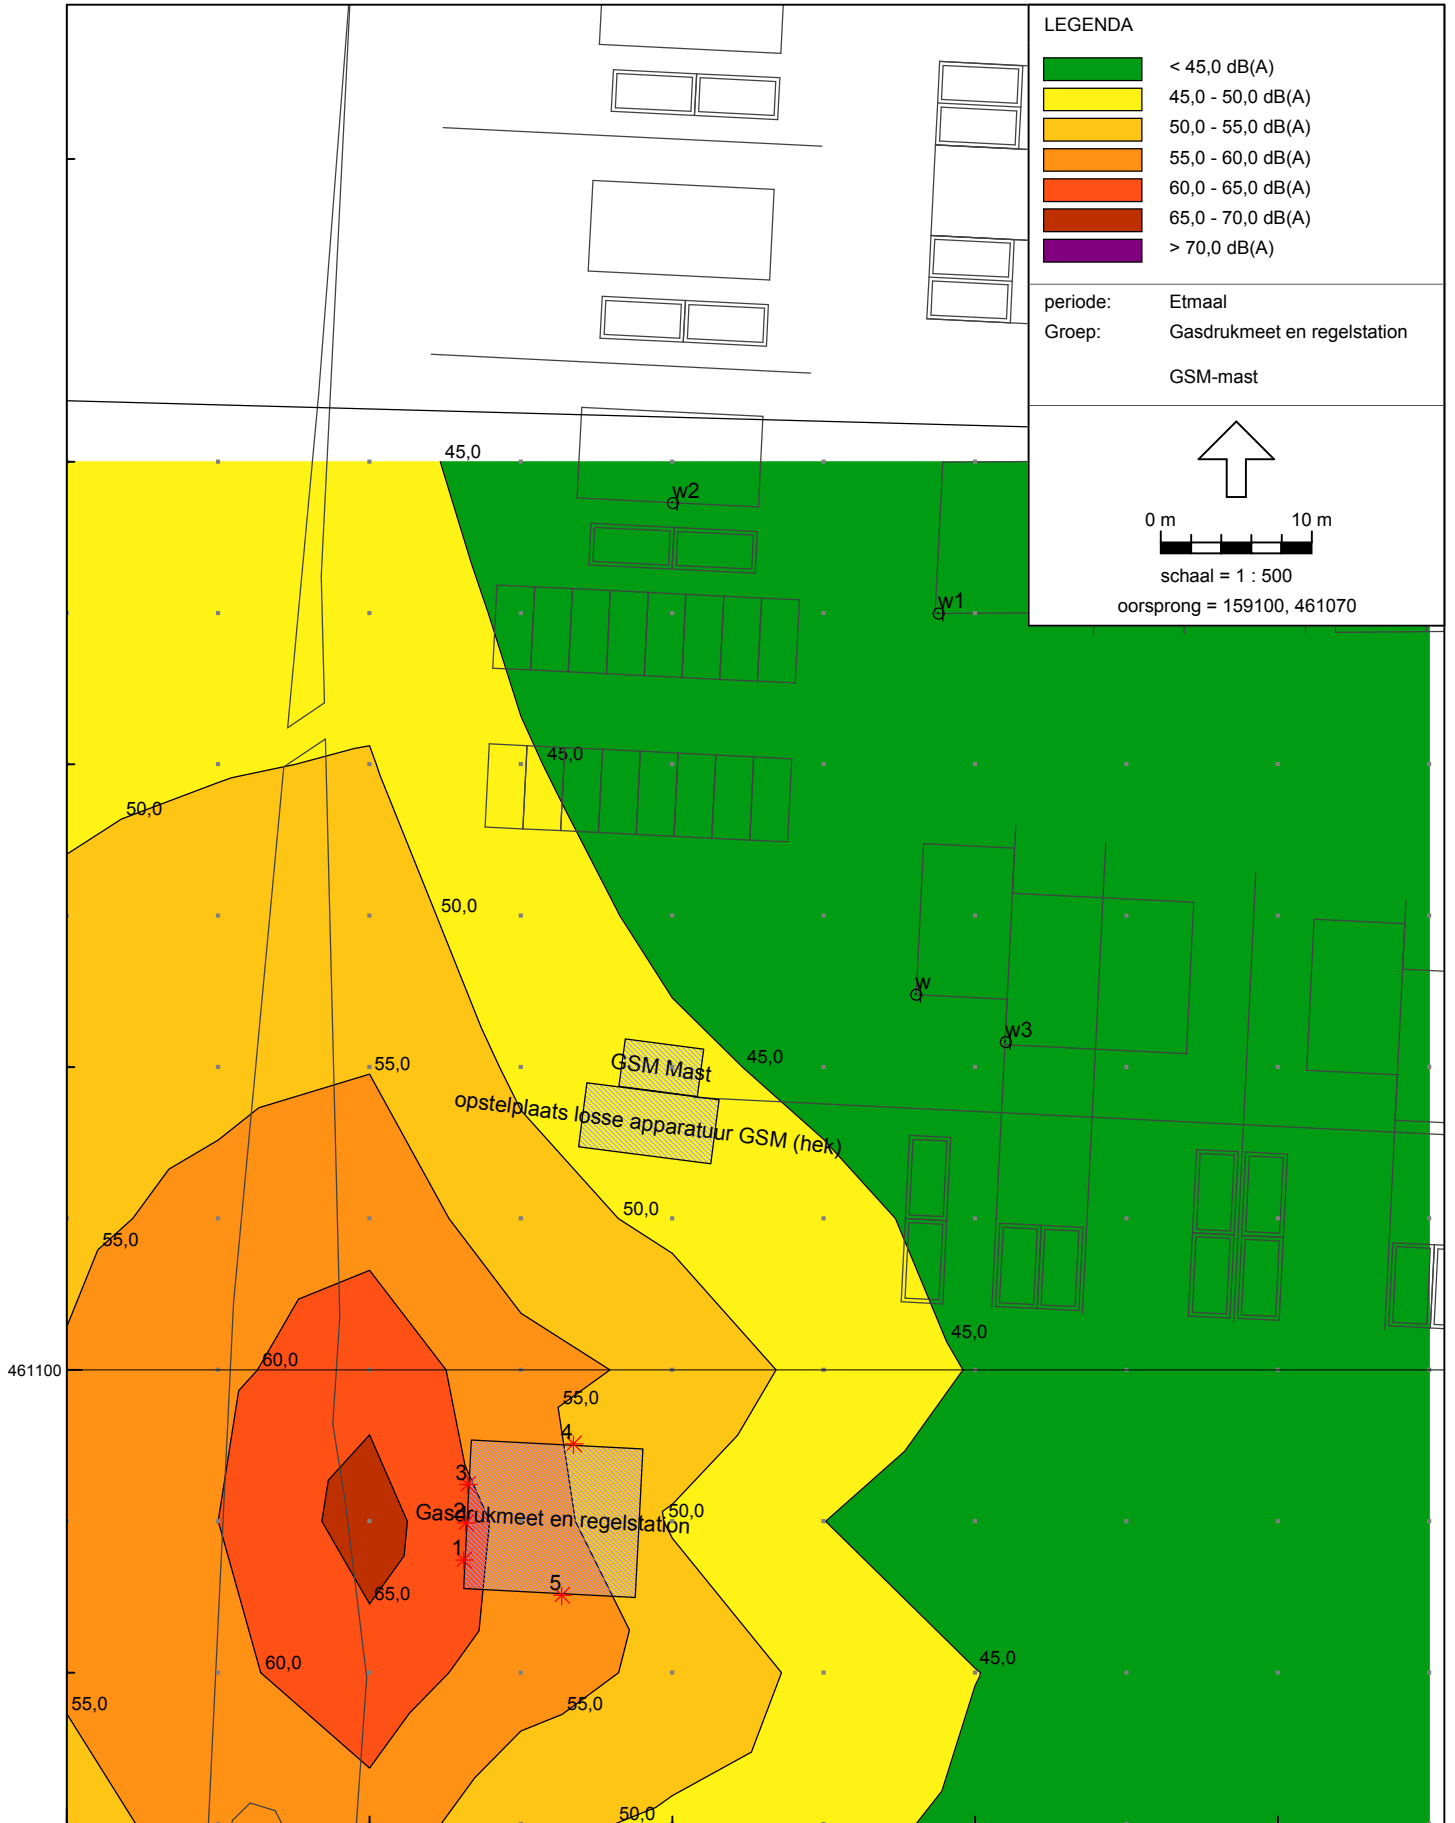 LEGENDA
< 45,0 dB(A)
45,0 - 50,0 dB(A)
50,0 - 55,0 dB(A)
55,0 - 60,0 dB(A)
60,0 - 65,0 dB(A)
65,0 - 70,0 dB(A)
> 70,0 dB(A)
periode: Etmaal
Groep: Gasdrukmeet en regelstation
GSM-mast
0 m 10 m
schaal = 1 : 500
oorsprong = 159100, 461070
45,0
w2
w1
45,0
50,0
50,0
w
w3
45,0
GSM Mast
55,0
opstelplaats losse apparatuur GSM (hek)
50,0
55,0
45,0
60,0
461100
55,0
4
3
2
Gasdrukmeet en regelstation
50,0
1
5
65,0
60,0
45,0
55,0
55,0
50,0